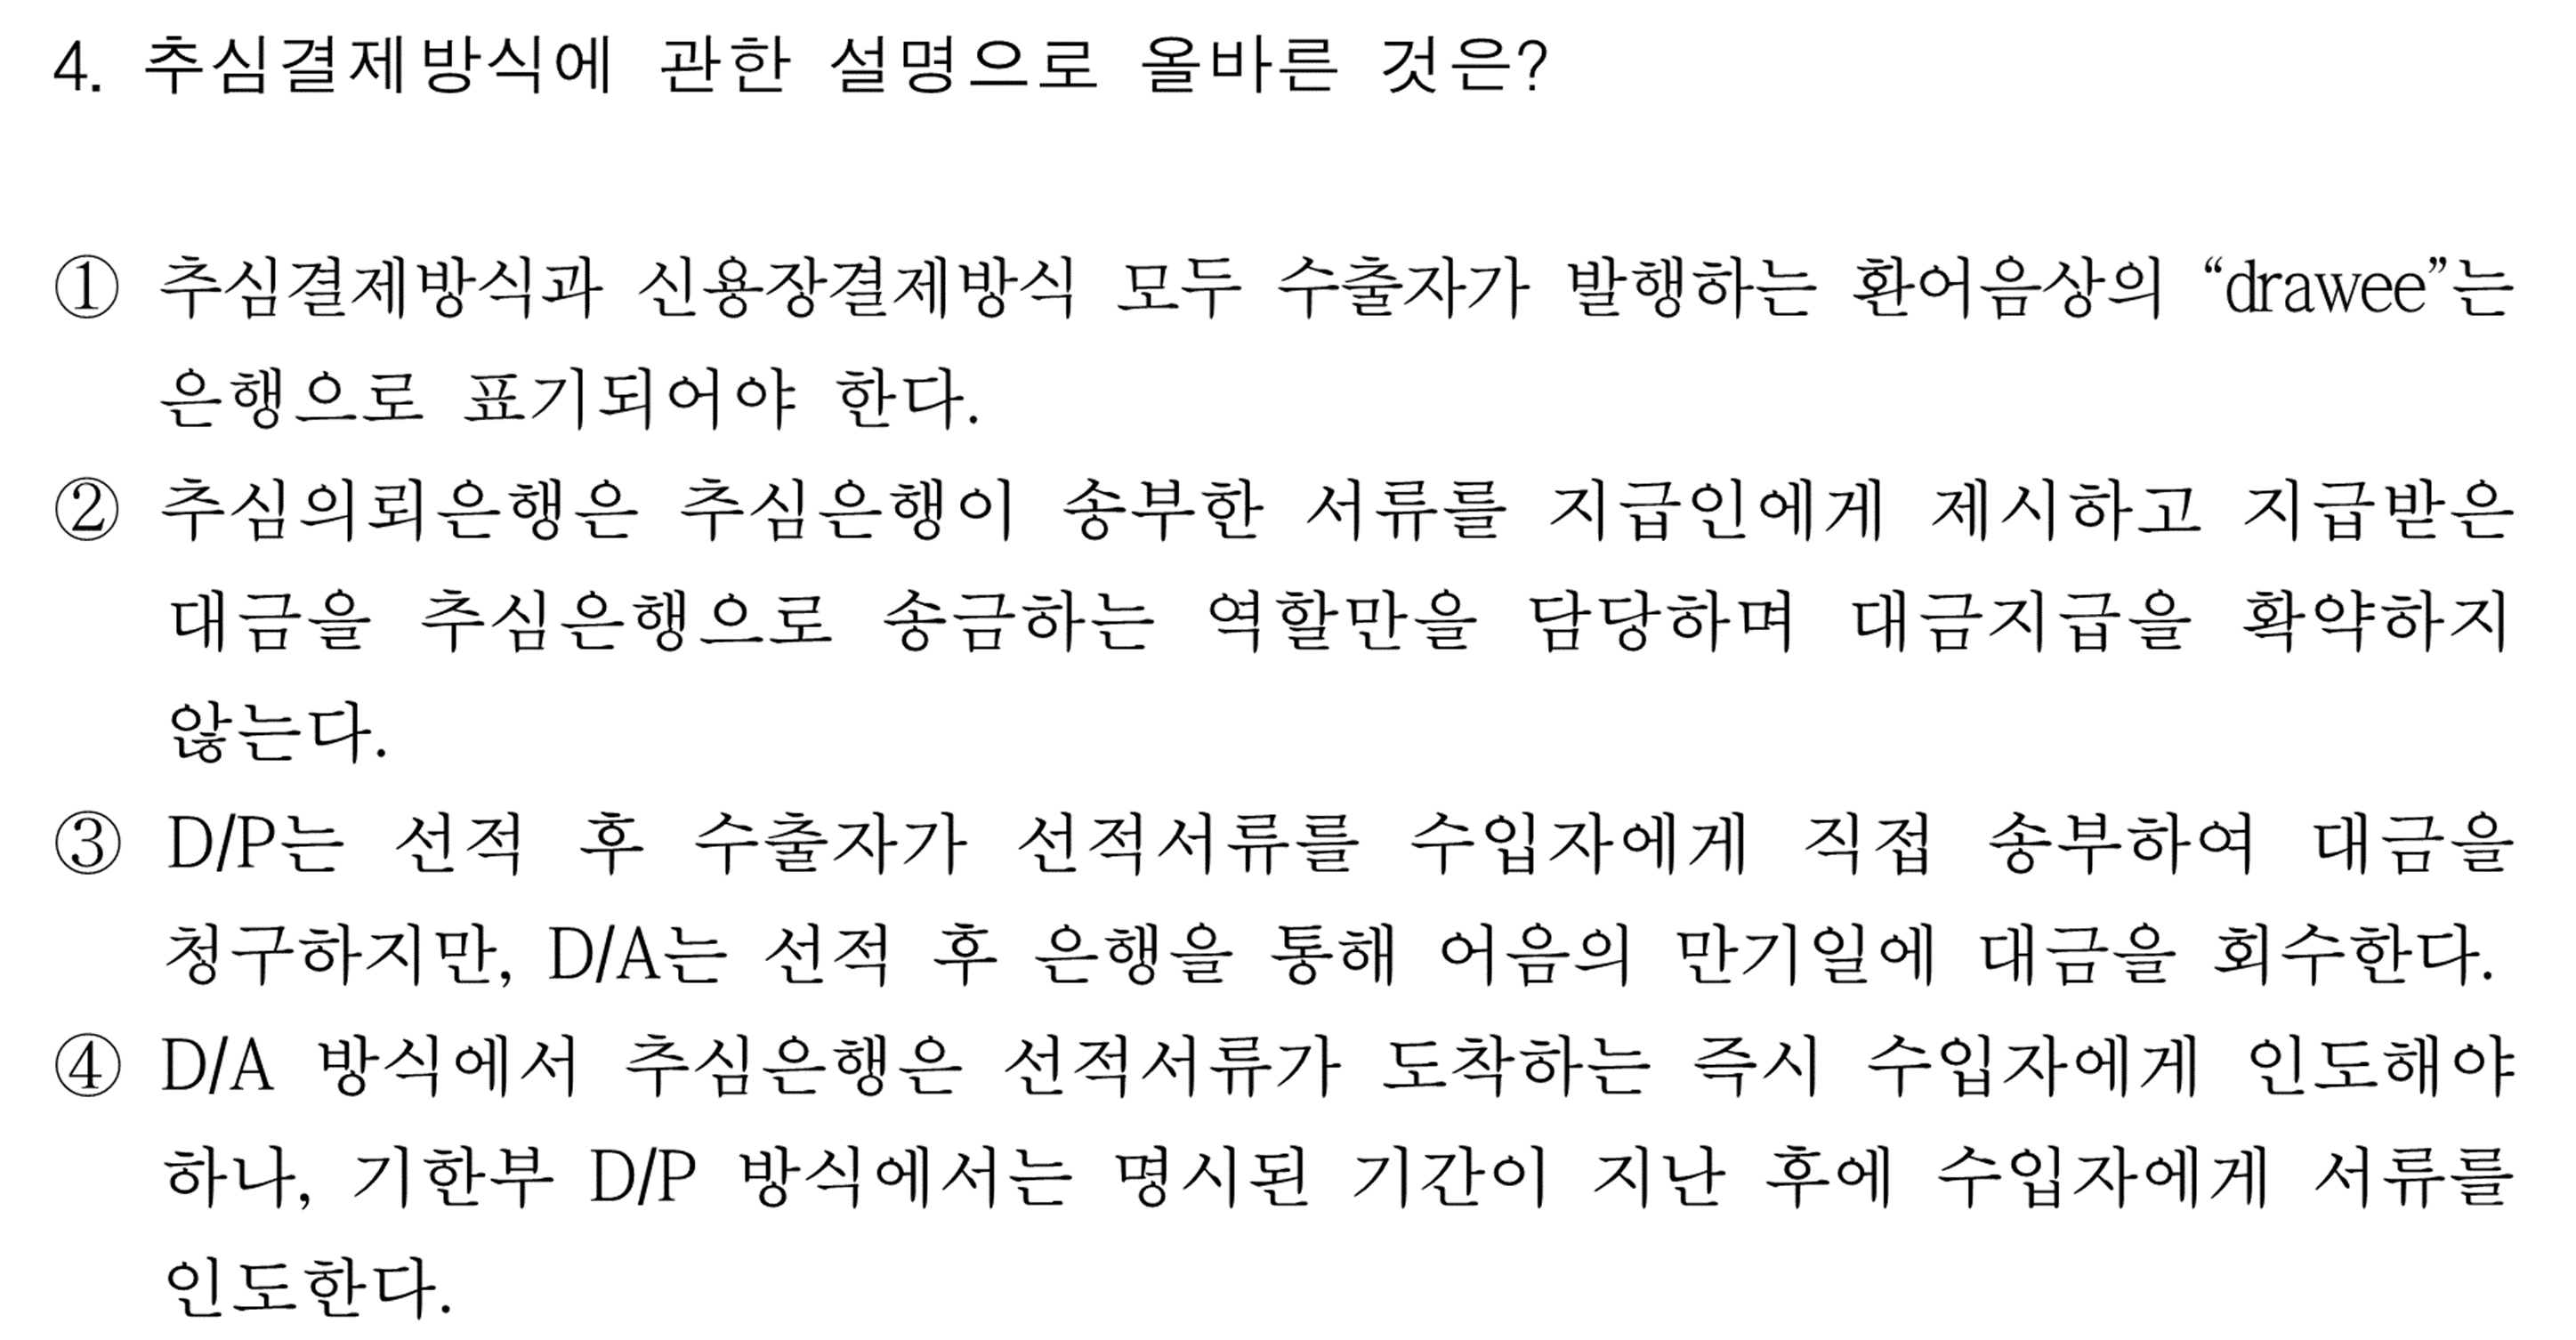 4. 추심결제방식에 관한 설명으로 올바른 것은?
① 추심결제방식과 신용장결제방식 모두 수출자가 발행하는 환어음상의 “drawee”는
은행으로 표기되어야 한다.
② 추심의뢰은행은 추심은행이 송부한 서류를 지급인에게 제시하고 지급받은
대금을 추심은행으로 송금하는 역할만을 담당하며 대금지급을 확약하지
않는다.
③ D/P는 선적 후 수출자가 선적서류를 수입자에게 직접 송부하여 대금을
청구하지만, D/A는 선적 후 은행을 통해 어음의 만기일에 대금을 회수한다.
④ D/A 방식에서 추심은행은 선적서류가 도착하는 즉시 수입자에게 인도해야
하나, 기한부 D/P 방식에서는 명시된 기간이 지난 후에 수입자에게 서류를
인도한다.